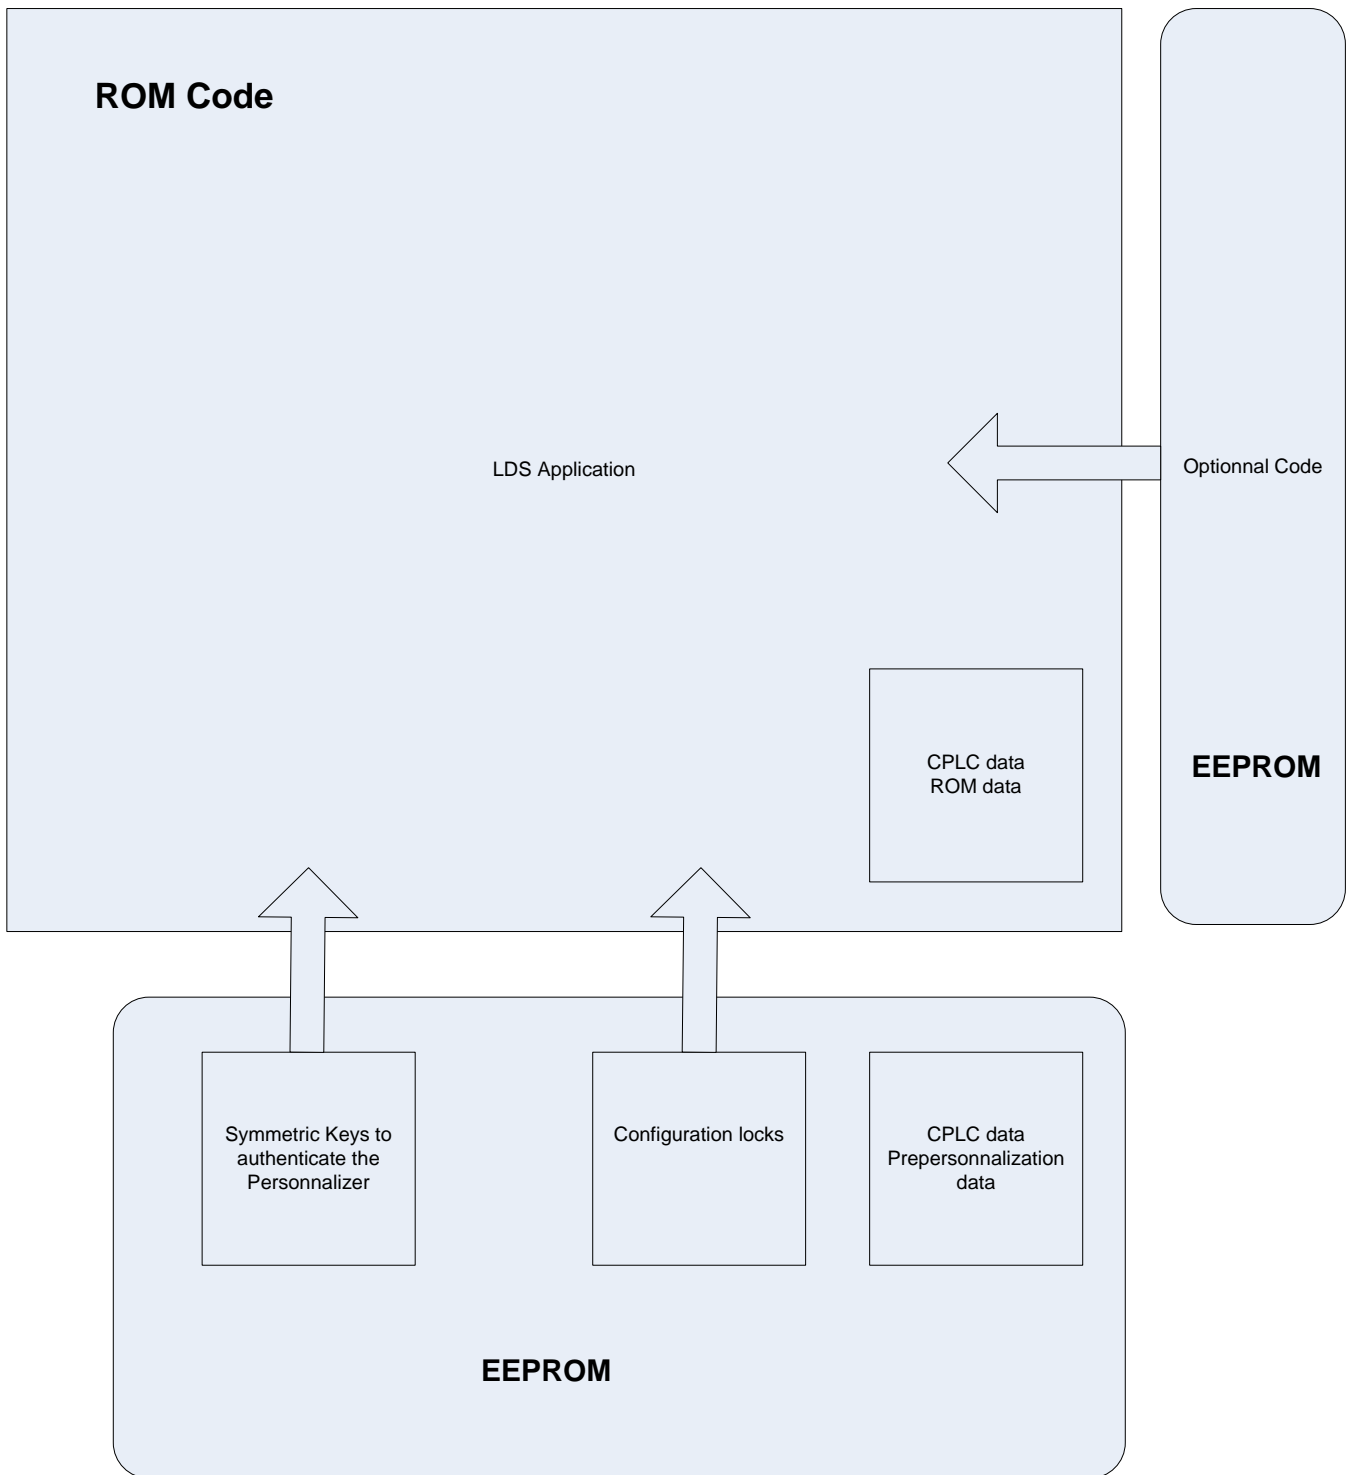 ROM Code
LDS Application
Optionnal Code
CPLC data
ROM data
EEPROM
Symmetric Keys to
authenticate the
Personnalizer
Configuration locks
CPLC data
Prepersonnalization
data
EEPROM